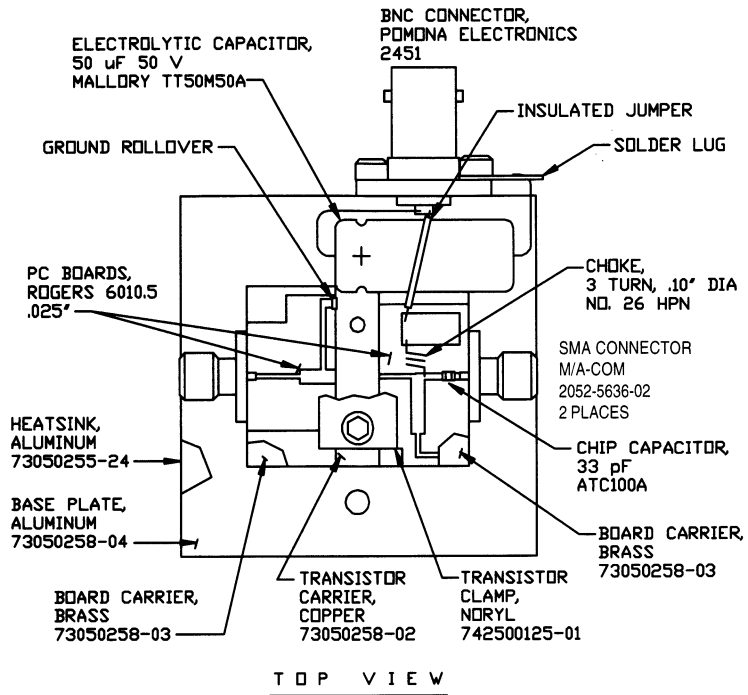 BNC CONNECTOR,
POMONA ELECTRONICS
2451
ELECTROLYTIC CAPACITOR,
50 uF 50 V
MALLORY TT50M50A
INSULATED JUMPER
GROUND ROLLOVER
SOLDER LUG
PC BOARDS,
ROGERS 6010.5
.025"
CHOKE,
3 TURN, .10" DIA
NO. 26 HPN
SMA CONNECTOR
M/A-COM
2052-5636-02
2 PLACES
HEATSINK,
ALUMINUM
73050255-24
CHIP CAPACITOR,
33 pF
ATC100A
BASE PLATE,
ALUMINUM
73050258-04
BOARD CARRIER,
BRASS
73050258-03
BOARD CARRIER,
BRASS
73050258-03
TRANSISTOR
CARRIER,
COPPER
73050258-02
TRANSISTOR
CLAMP,
NORYL
742500125-01
TOP VIEW